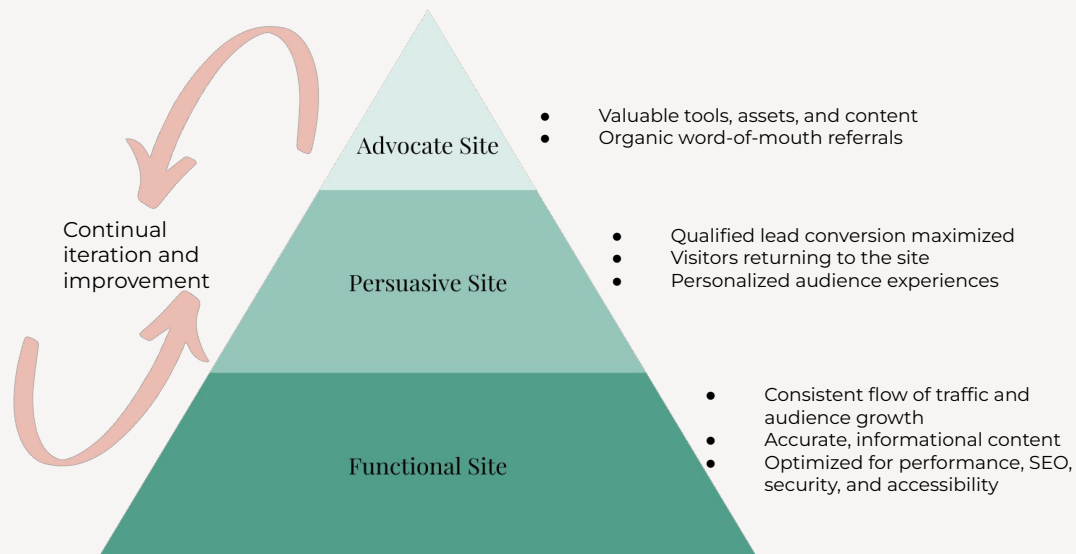 Advocate Site
● Valuable tools, assets, and content
● Organic word-of-mouth referrals
Continual
iteration and
improvement
Persuasive Site
● Qualified lead conversion maximized
● Visitors returning to the site
● Personalized audience experiences
Functional Site
● Consistent flow of traffic and
audience growth
● Accurate, informational content
● Optimized for performance, SEO,
security, and accessibility